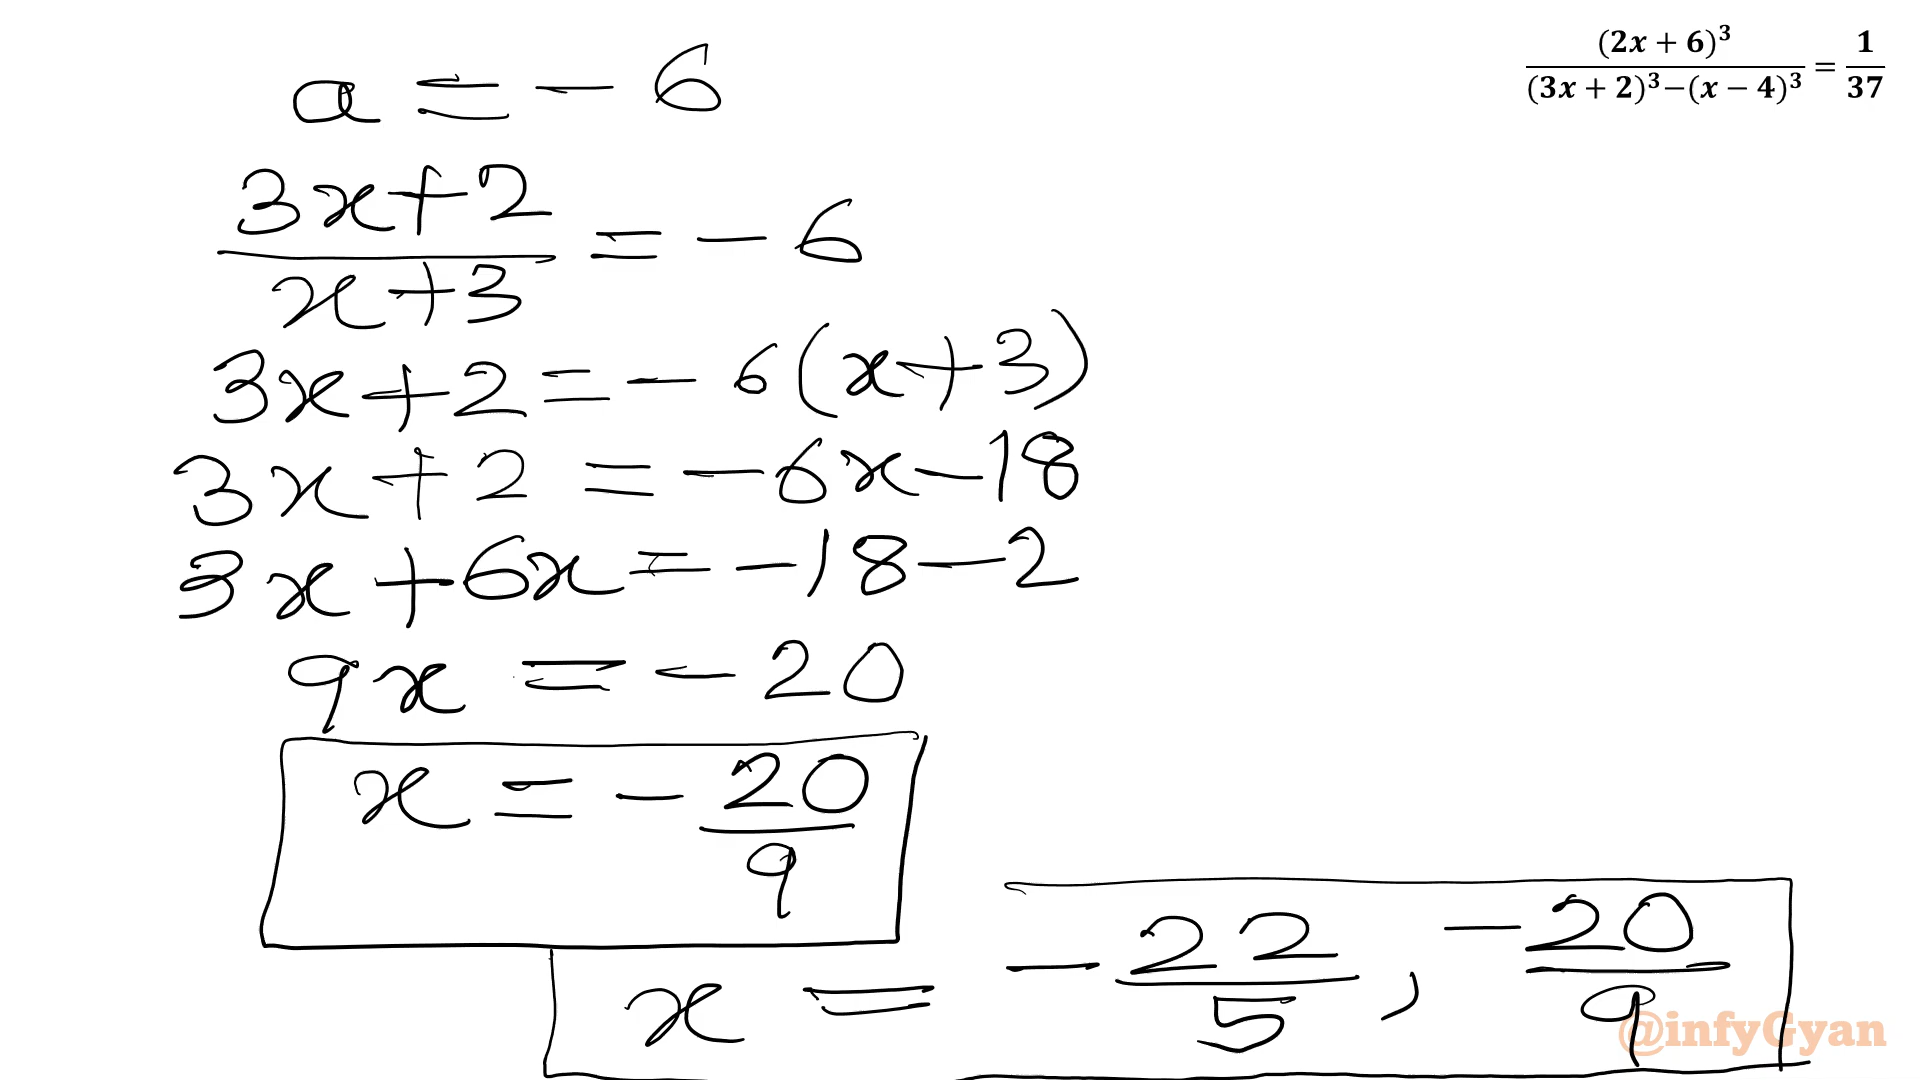 a = -6
(2x + 6)³ / ((3x + 2)³−(x − 4)³) = 1/37
(3x+2)/(x+3) = -6
3x+2 = -6(x+3)
3x+2 = -6x-18
3x+6x = -18-2
9x = -20
x = -20/9
x = -22/5, -20/9
@infyGyan